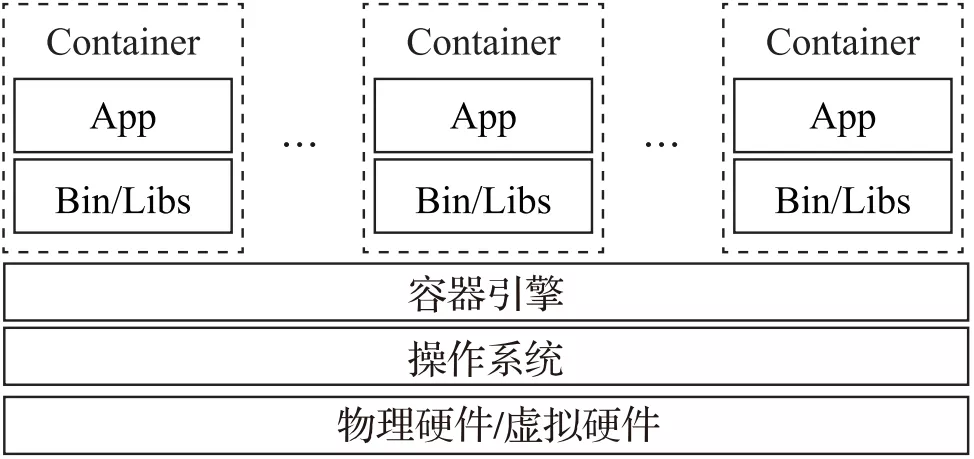 Container Container Container
App App App
... ...
Bin/Libs Bin/Libs Bin/Libs
容器引擎
操作系统
物理硬件/虚拟硬件